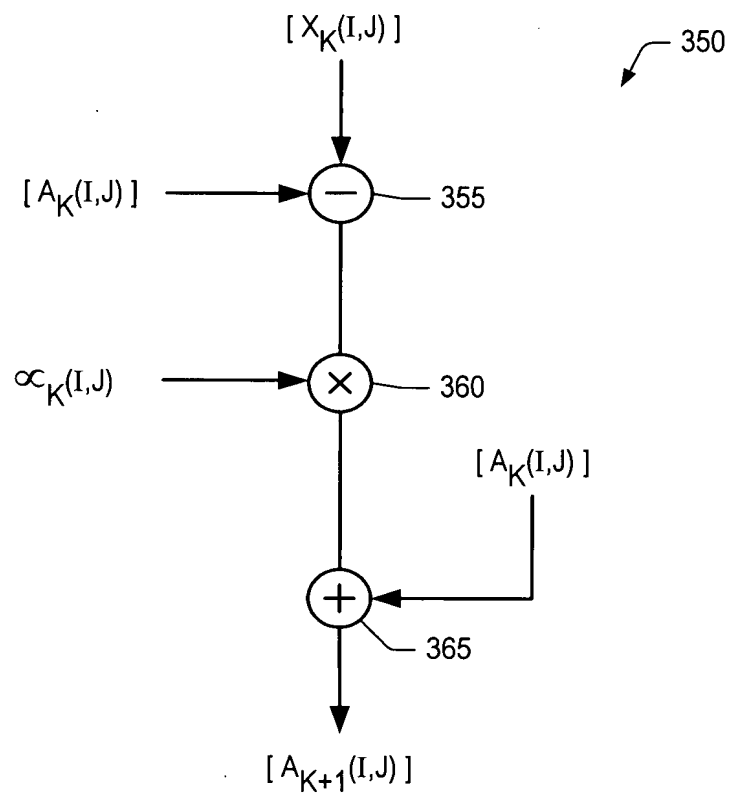 [ X_K(I,J) ]
350
[ A_K(I,J) ]
−
355
∝_K(I,J)
×
360
[ A_K(I,J) ]
+
365
[ A_K+1(I,J) ]